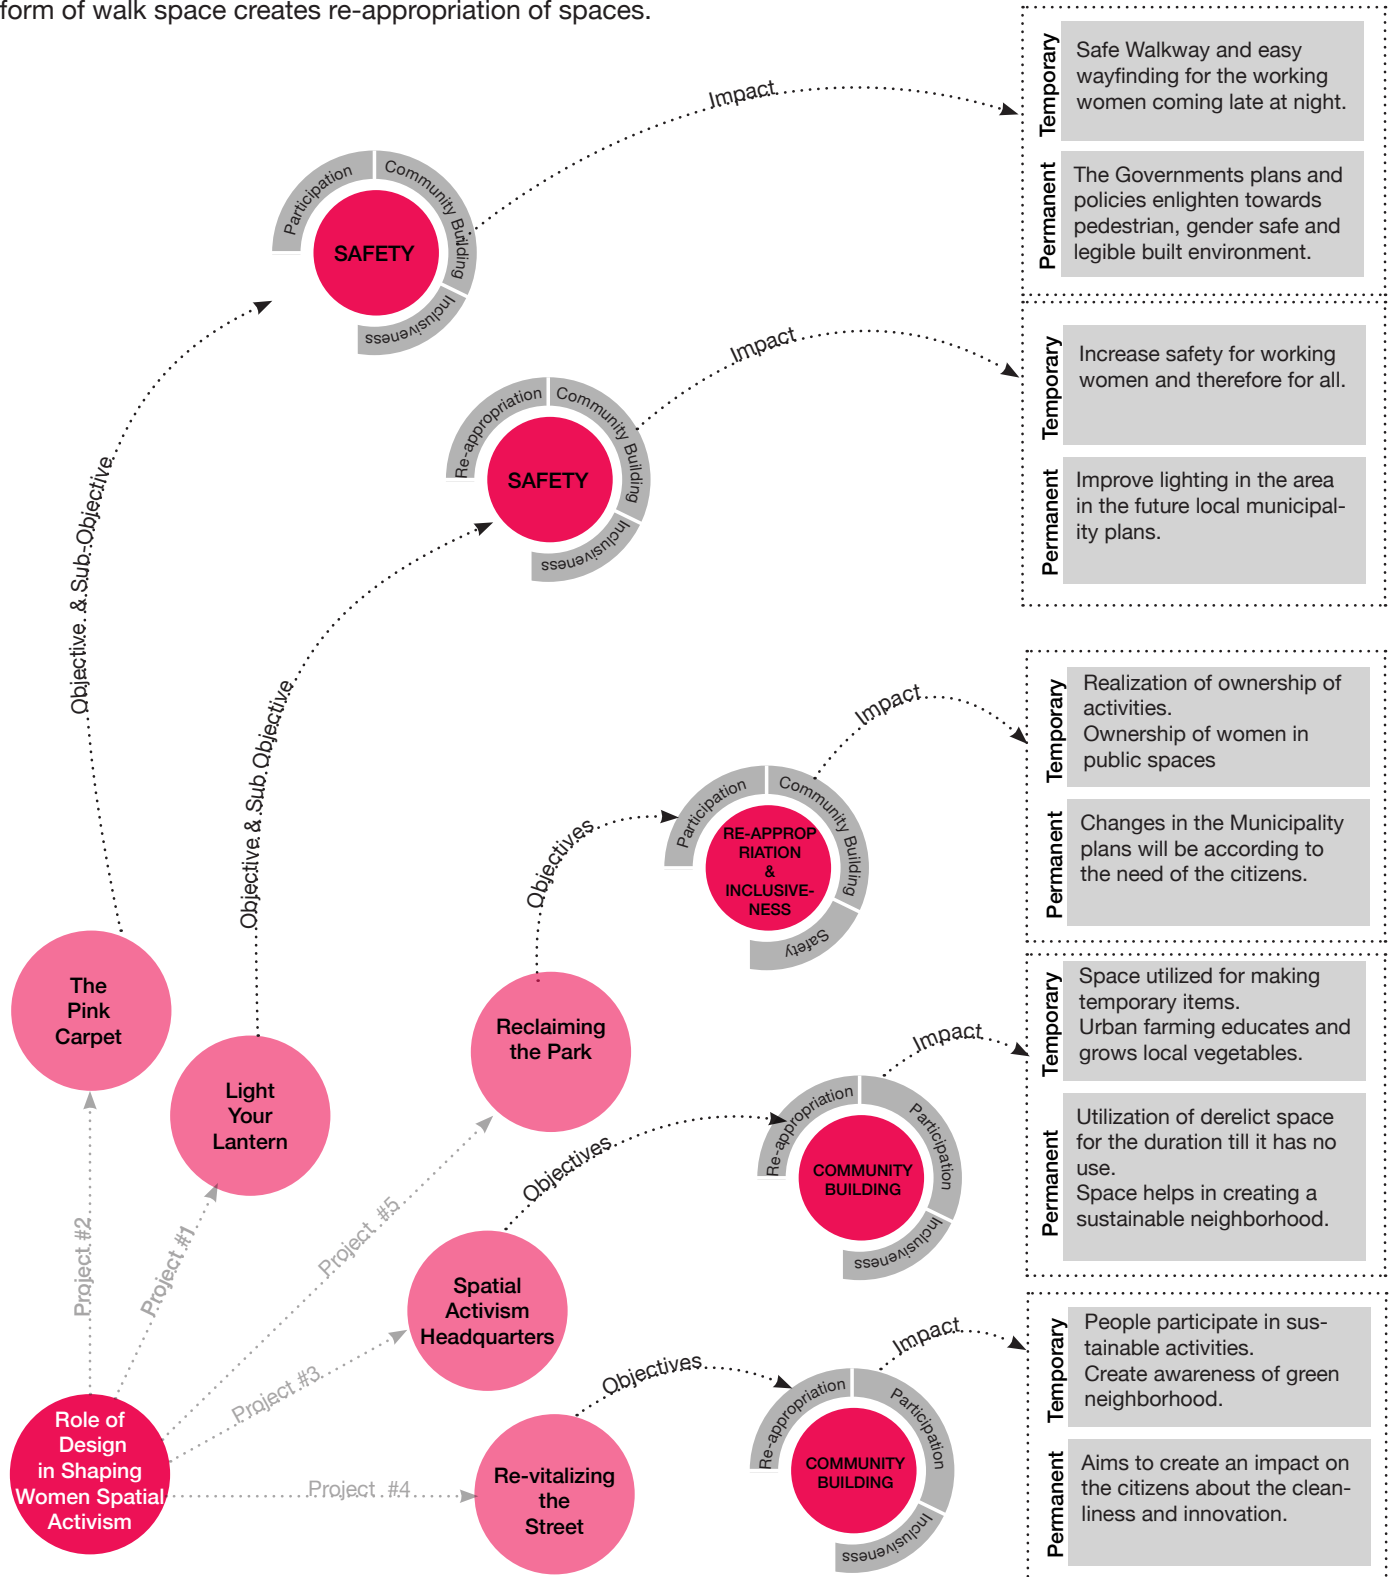 form of walk space creates re-appropriation of spaces.
Impact
Temporary
Safe Walkway and easy
wayfinding for the working
women coming late at night.
Permanent
The Governments plans and
policies enlighten towards
pedestrian, gender safe and
legible built environment.
Participation
Community Building
Inclusiveness
SAFETY
Objective & Sub-Objective
Impact
Temporary
Increase safety for working
women and therefore for all.
Permanent
Improve lighting in the area
in the future local municipal-
ity plans.
Re-appropriation
Community Building
Inclusiveness
SAFETY
Objective & Sub Objective
Impact
Temporary
Realization of ownership of
activities.
Ownership of women in
public spaces
Permanent
Changes in the Municipality
plans will be according to
the need of the citizens.
Participation
Community Building
Safety
RE-APPROP
RIATION
&
INCLUSIVE-
NESS
Objectives
The
Pink
Carpet
Light
Your
Lantern
Reclaiming
the Park
Impact
Temporary
Space utilized for making
temporary items.
Urban farming educates and
grows local vegetables.
Permanent
Utilization of derelict space
for the duration till it has no
use.
Space helps in creating a
sustainable neighborhood.
Re-appropriation
Participation
Inclusiveness
COMMUNITY
BUILDING
Objectives
Project #2
Project #1
Project #5
Spatial
Activism
Headquarters
Project #3
Impact
Temporary
People participate in sus-
tainable activities.
Create awareness of green
neighborhood.
Permanent
Aims to create an impact on
the citizens about the clean-
liness and innovation.
Re-appropriation
Participation
Inclusiveness
COMMUNITY
BUILDING
Objectives
Role of
Design
in Shaping
Women Spatial
Activism
Project #4
Re-vitalizing
the
Street